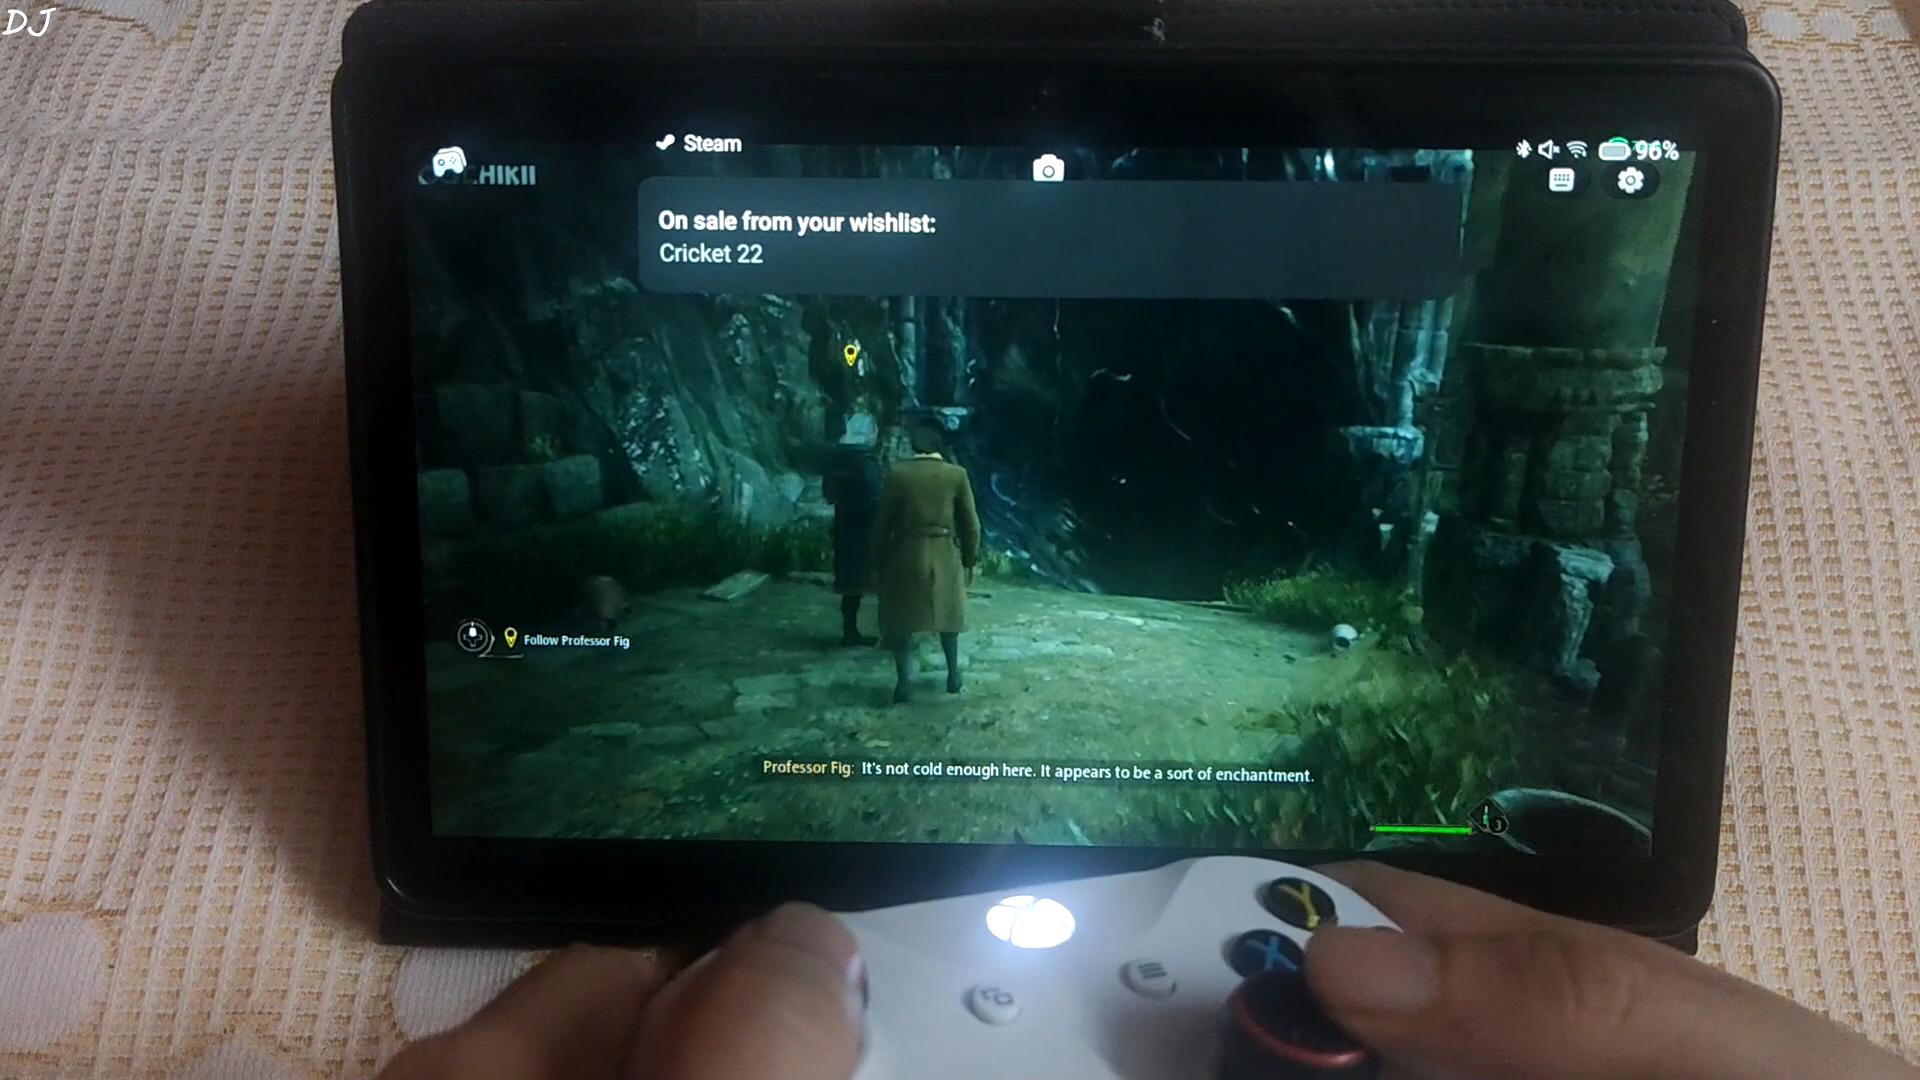 DJ
Steam
96%
On sale from your wishlist:
Cricket 22
Follow Professor Fig
Professor Fig: It's not cold enough here. It appears to be a sort of enchantment.
3
Y
X